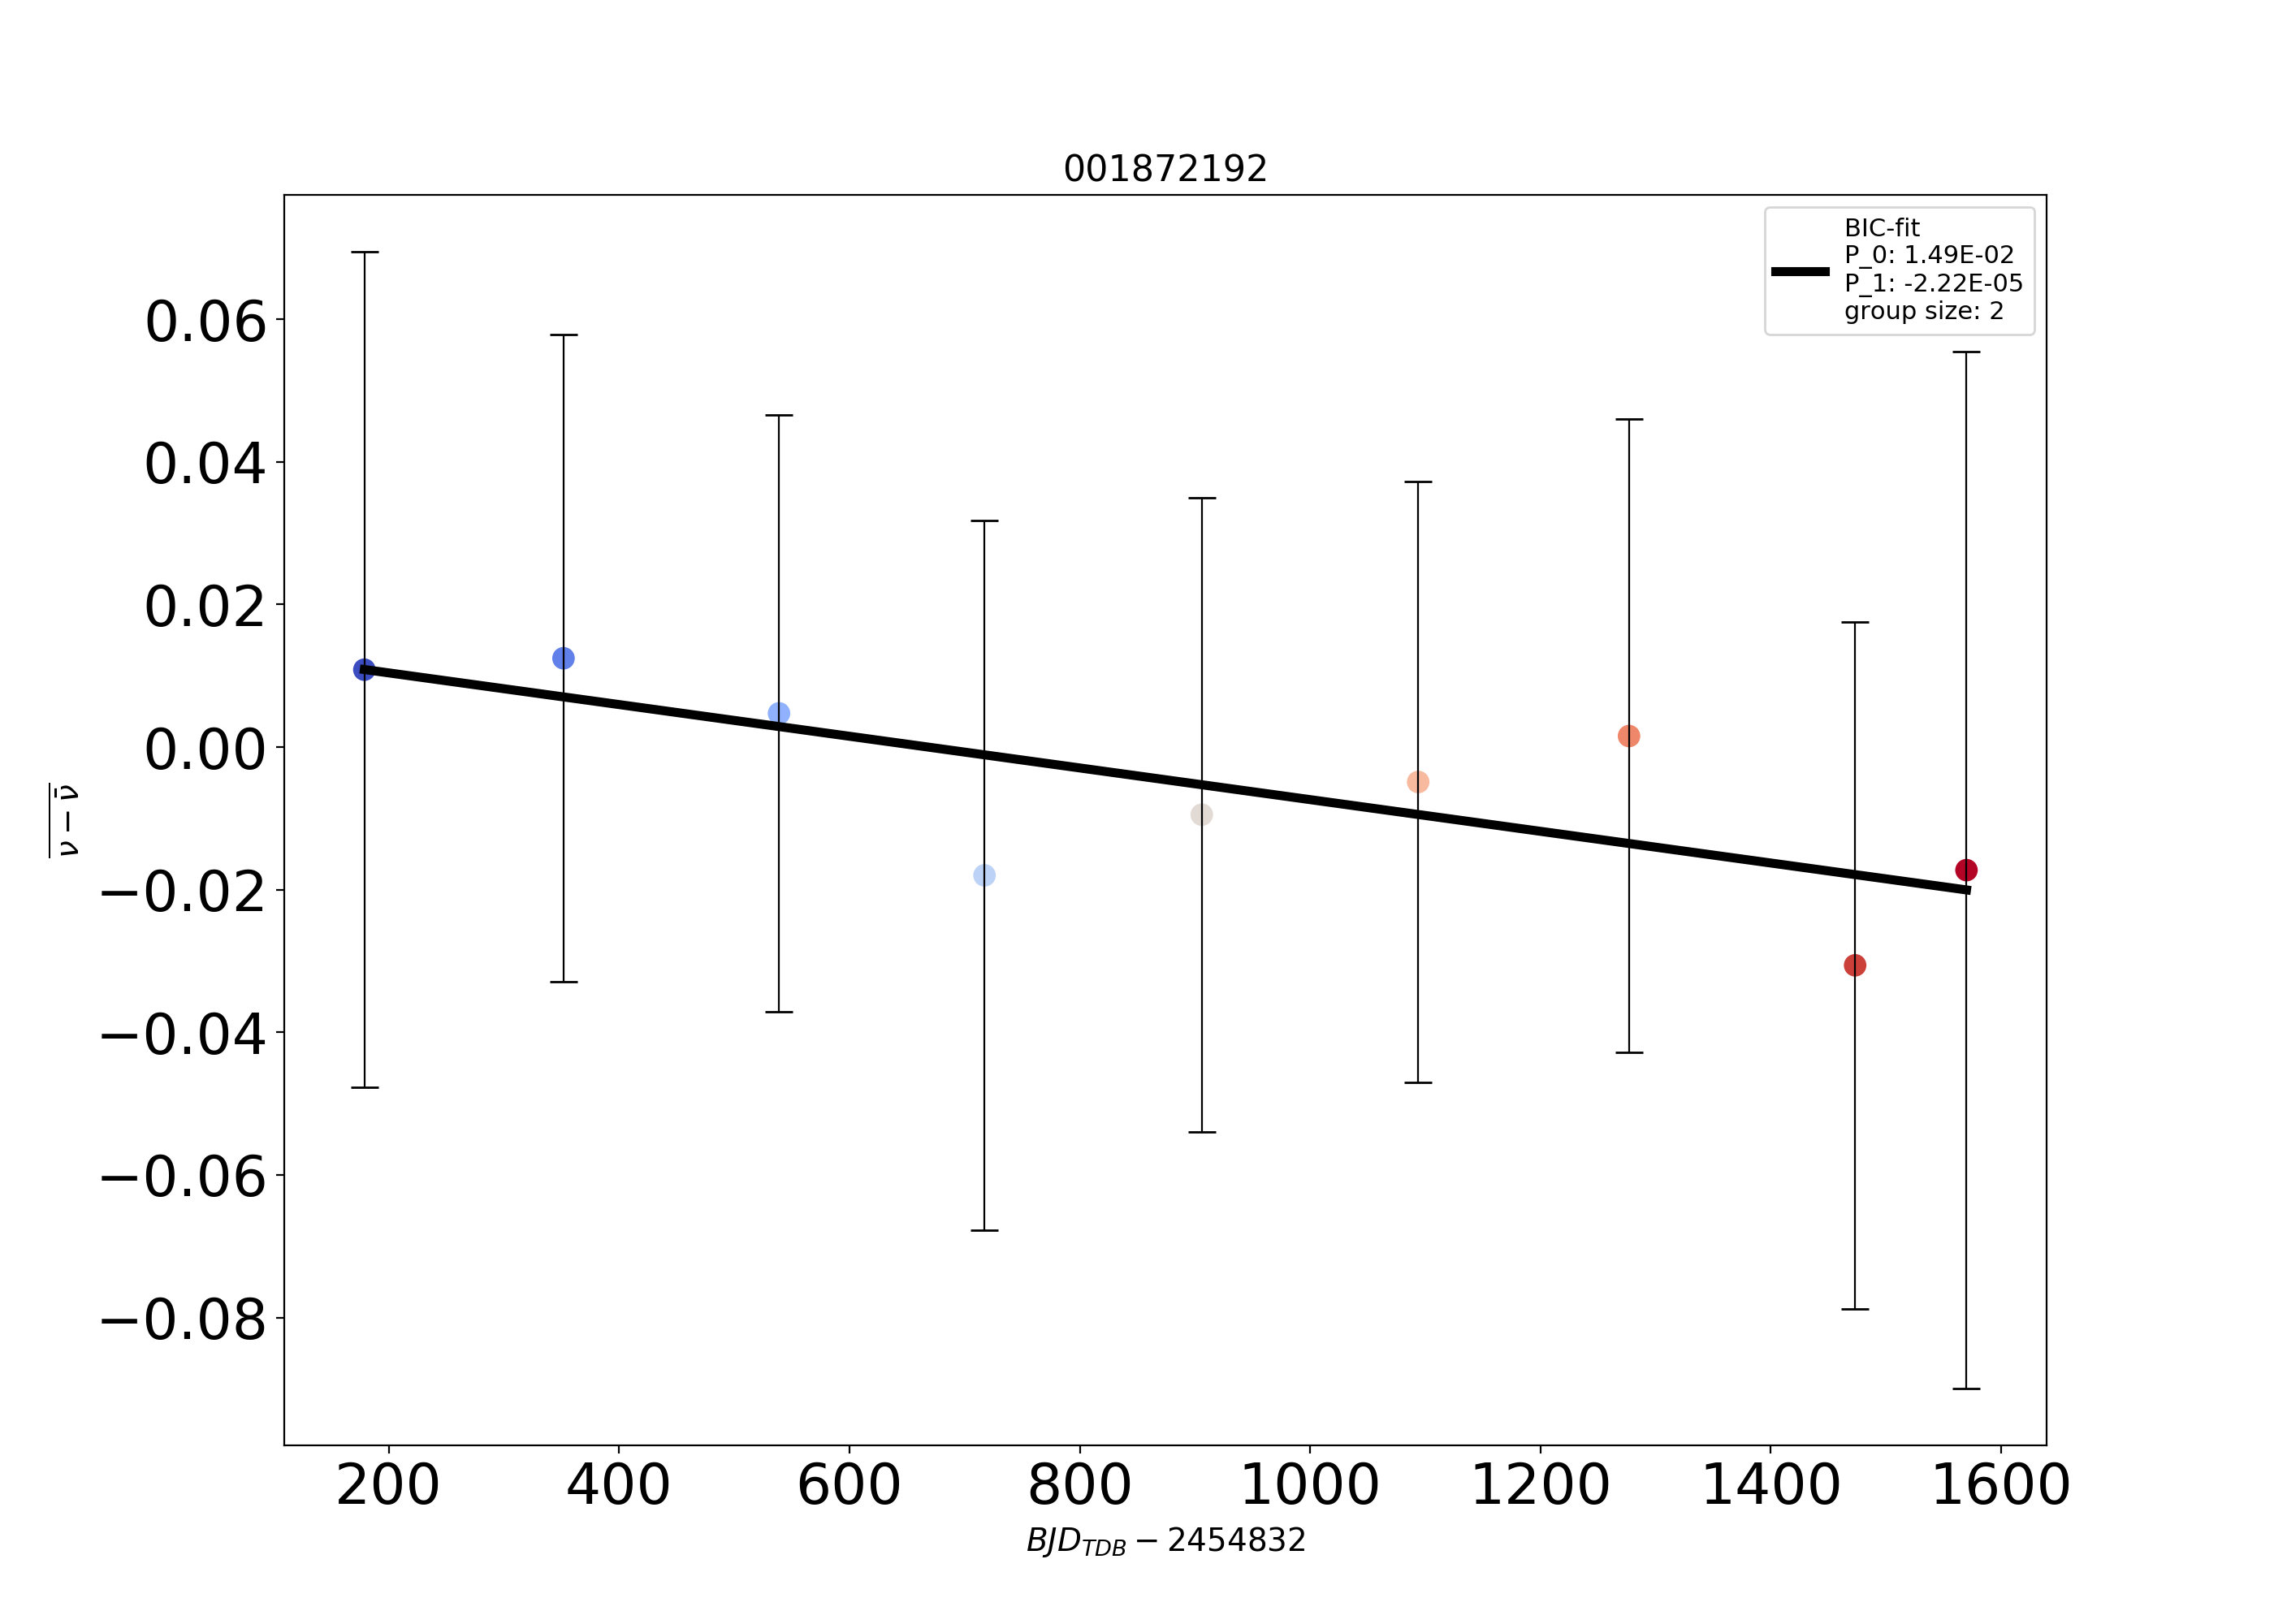 001872192
BIC-fit
P_0: 1.49E-02
P_1: -2.22E-05
group size: 2
0.06
0.04
0.02
0.00
−0.02
−0.04
−0.06
−0.08
ν − ν̄
200 400 600 800 1000 1200 1400 1600
BJD_TDB − 2454832